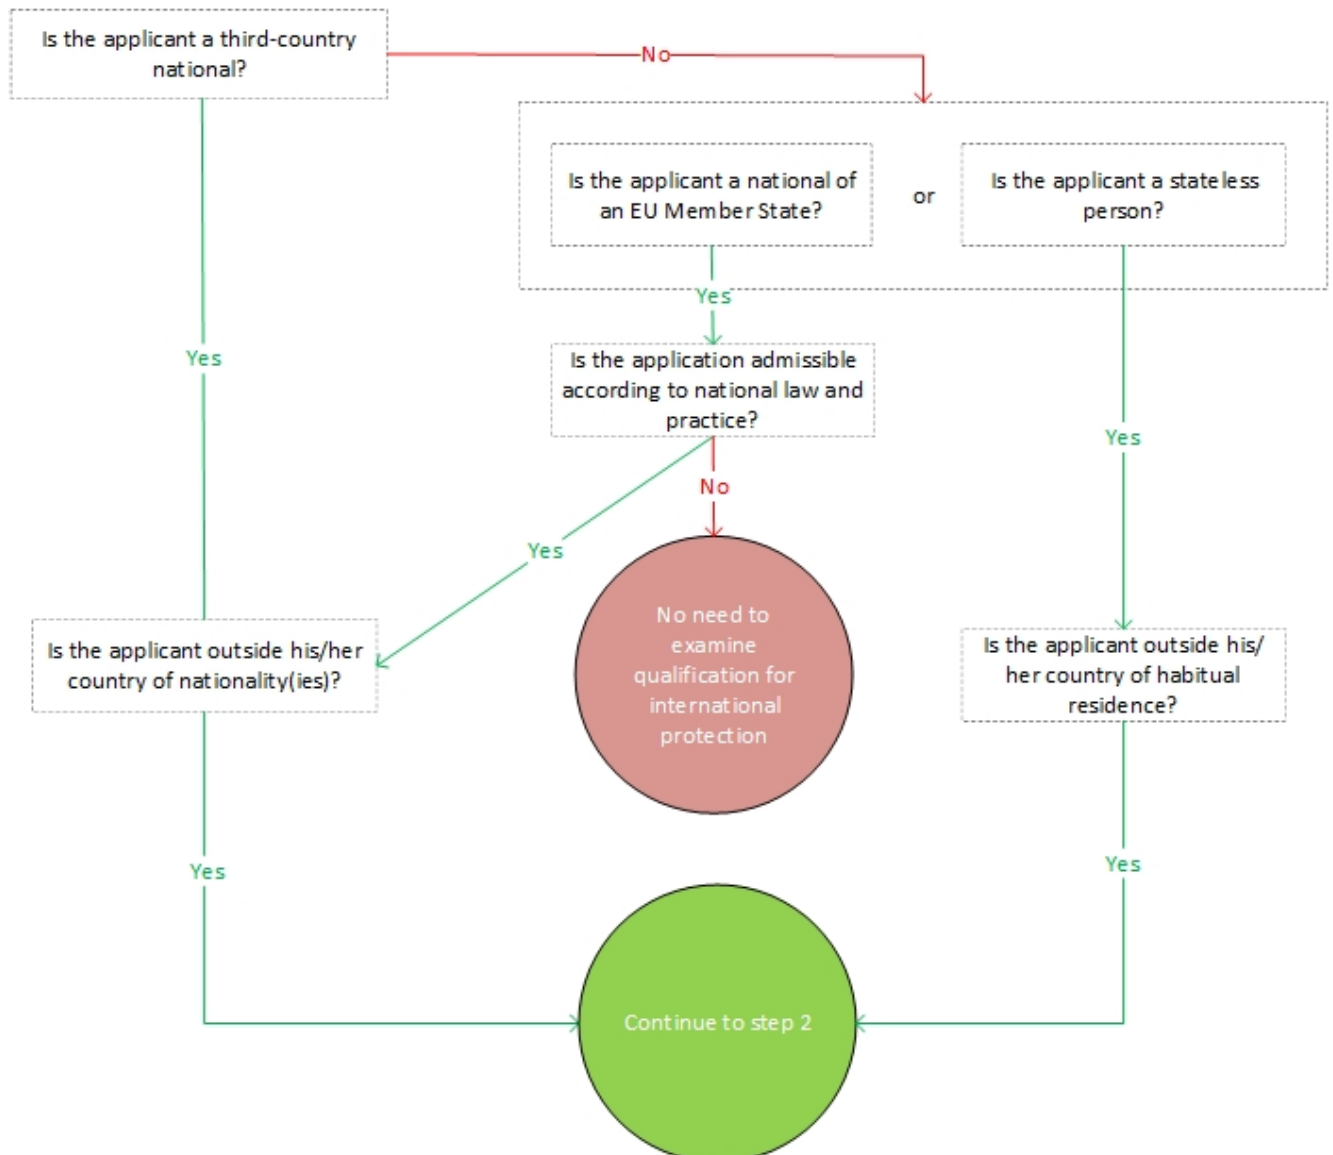 Is the applicant a third-country
national?
No
Is the applicant a national of
an EU Member State?
or
Is the applicant a stateless
person?
Yes
Yes
Is the application admissible
according to national law and
practice?
Yes
No
Yes
No need to
examine
qualification for
international
protection
Is the applicant outside his/her
country of nationality(ies)?
Is the applicant outside his/
her country of habitual
residence?
Yes
Yes
Continue to step 2